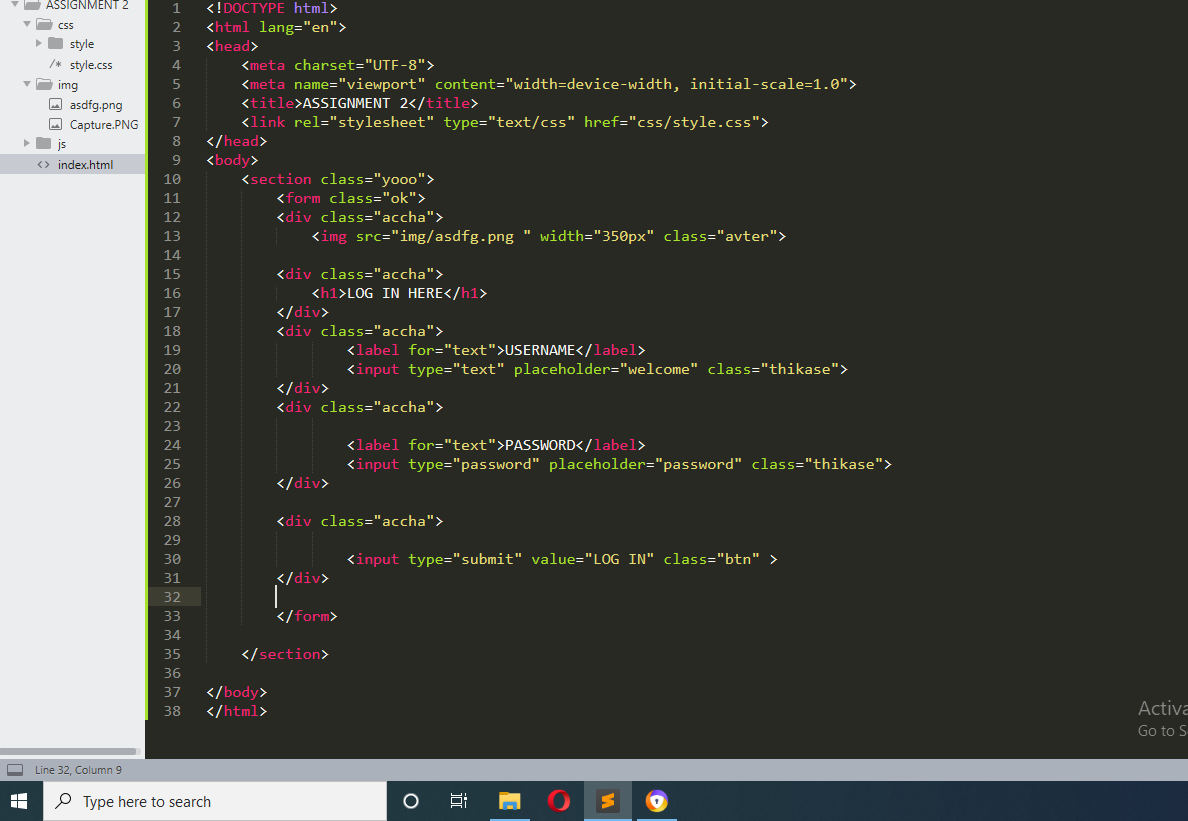 ASSIGNMENT 2
css
style
/* style.css
img
asdfg.png
Capture.PNG
js
<> index.html
1 <!DOCTYPE html>
2 <html lang="en">
3 <head>
4 <meta charset="UTF-8">
5 <meta name="viewport" content="width=device-width, initial-scale=1.0">
6 <title>ASSIGNMENT 2</title>
7 <link rel="stylesheet" type="text/css" href="css/style.css">
8 </head>
9 <body>
10 <section class="yooo">
11 <form class="ok">
12 <div class="accha">
13 <img src="img/asdfg.png " width="350px" class="avter">
14
15 <div class="accha">
16 <h1>LOG IN HERE</h1>
17 </div>
18 <div class="accha">
19 <label for="text">USERNAME</label>
20 <input type="text" placeholder="welcome" class="thikase">
21 </div>
22 <div class="accha">
23
24 <label for="text">PASSWORD</label>
25 <input type="password" placeholder="password" class="thikase">
26 </div>
27
28 <div class="accha">
29
30 <input type="submit" value="LOG IN" class="btn" >
31 </div>
32
33 </form>
34
35 </section>
36
37 </body>
38 </html>
Activa
Go to S
Line 32, Column 9
Type here to search